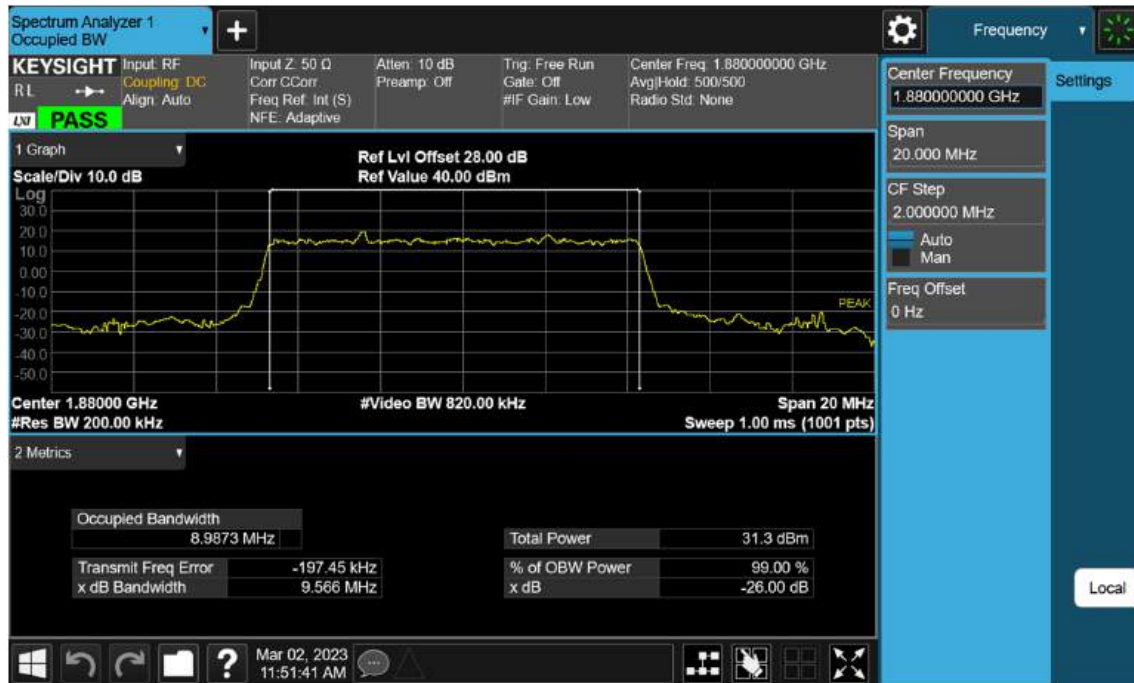 Spectrum Analyzer 1
Occupied BW
Frequency
KEYSIGHT
RL
LXI
PASS
Input: RF
Coupling: DC
Align: Auto
Input Z: 50 Ω
Corr CCorr
Freq Ref: Int (S)
NFE: Adaptive
Atten: 10 dB
Preamp: Off
Trig: Free Run
Gate: Off
#IF Gain: Low
Center Freq: 1.880000000 GHz
Avg|Hold: 500/500
Radio Std: None
Center Frequency
1.880000000 GHz
Settings
Span
20.000 MHz
CF Step
2.000000 MHz
Auto
Man
Freq Offset
0 Hz
Local
1 Graph
Scale/Div 10.0 dB
Ref Lvl Offset 28.00 dB
Ref Value 40.00 dBm
Log
30.0
20.0
10.0
0.00
-10.0
-20.0
-30.0
-40.0
-50.0
PEAK
Center 1.88000 GHz
#Video BW 820.00 kHz
Span 20 MHz
#Res BW 200.00 kHz
Sweep 1.00 ms (1001 pts)
2 Metrics
Occupied Bandwidth
8.9873 MHz
Total Power 31.3 dBm
Transmit Freq Error -197.45 kHz
% of OBW Power 99.00 %
x dB Bandwidth 9.566 MHz
x dB -26.00 dB
?
Mar 02, 2023
11:51:41 AM